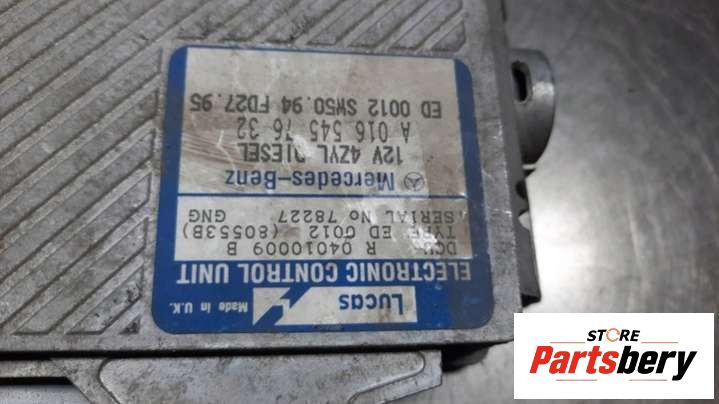 Lucas
Made in U.K.
ELECTRONIC CONTROL UNIT
DCU R 04010009 B
TYPE ED 0012 (80553B)
SERIAL No 78227 GNG
Mercedes-Benz
12V 4ZYL DIESEL
A 016 545 76 32
ED 0012 SW50.94 FD27.95
STORE
Partsbery